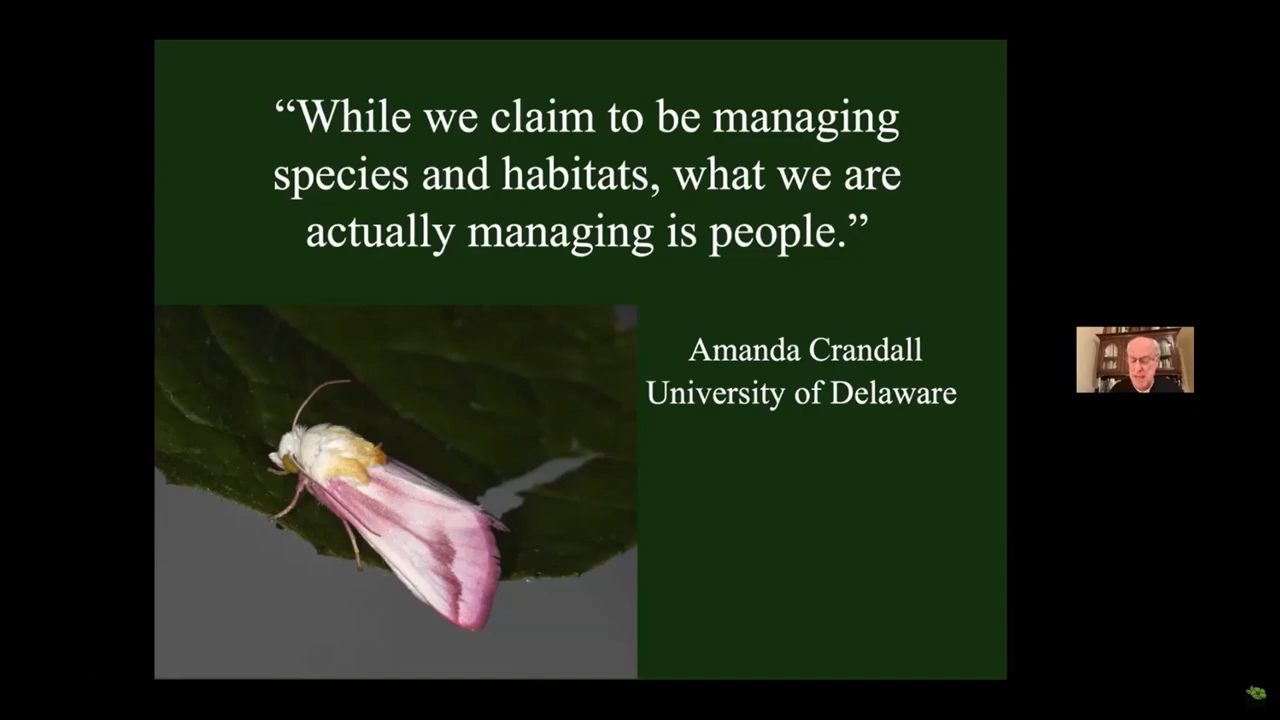 “While we claim to be managing
species and habitats, what we are
actually managing is people.”
Amanda Crandall
University of Delaware